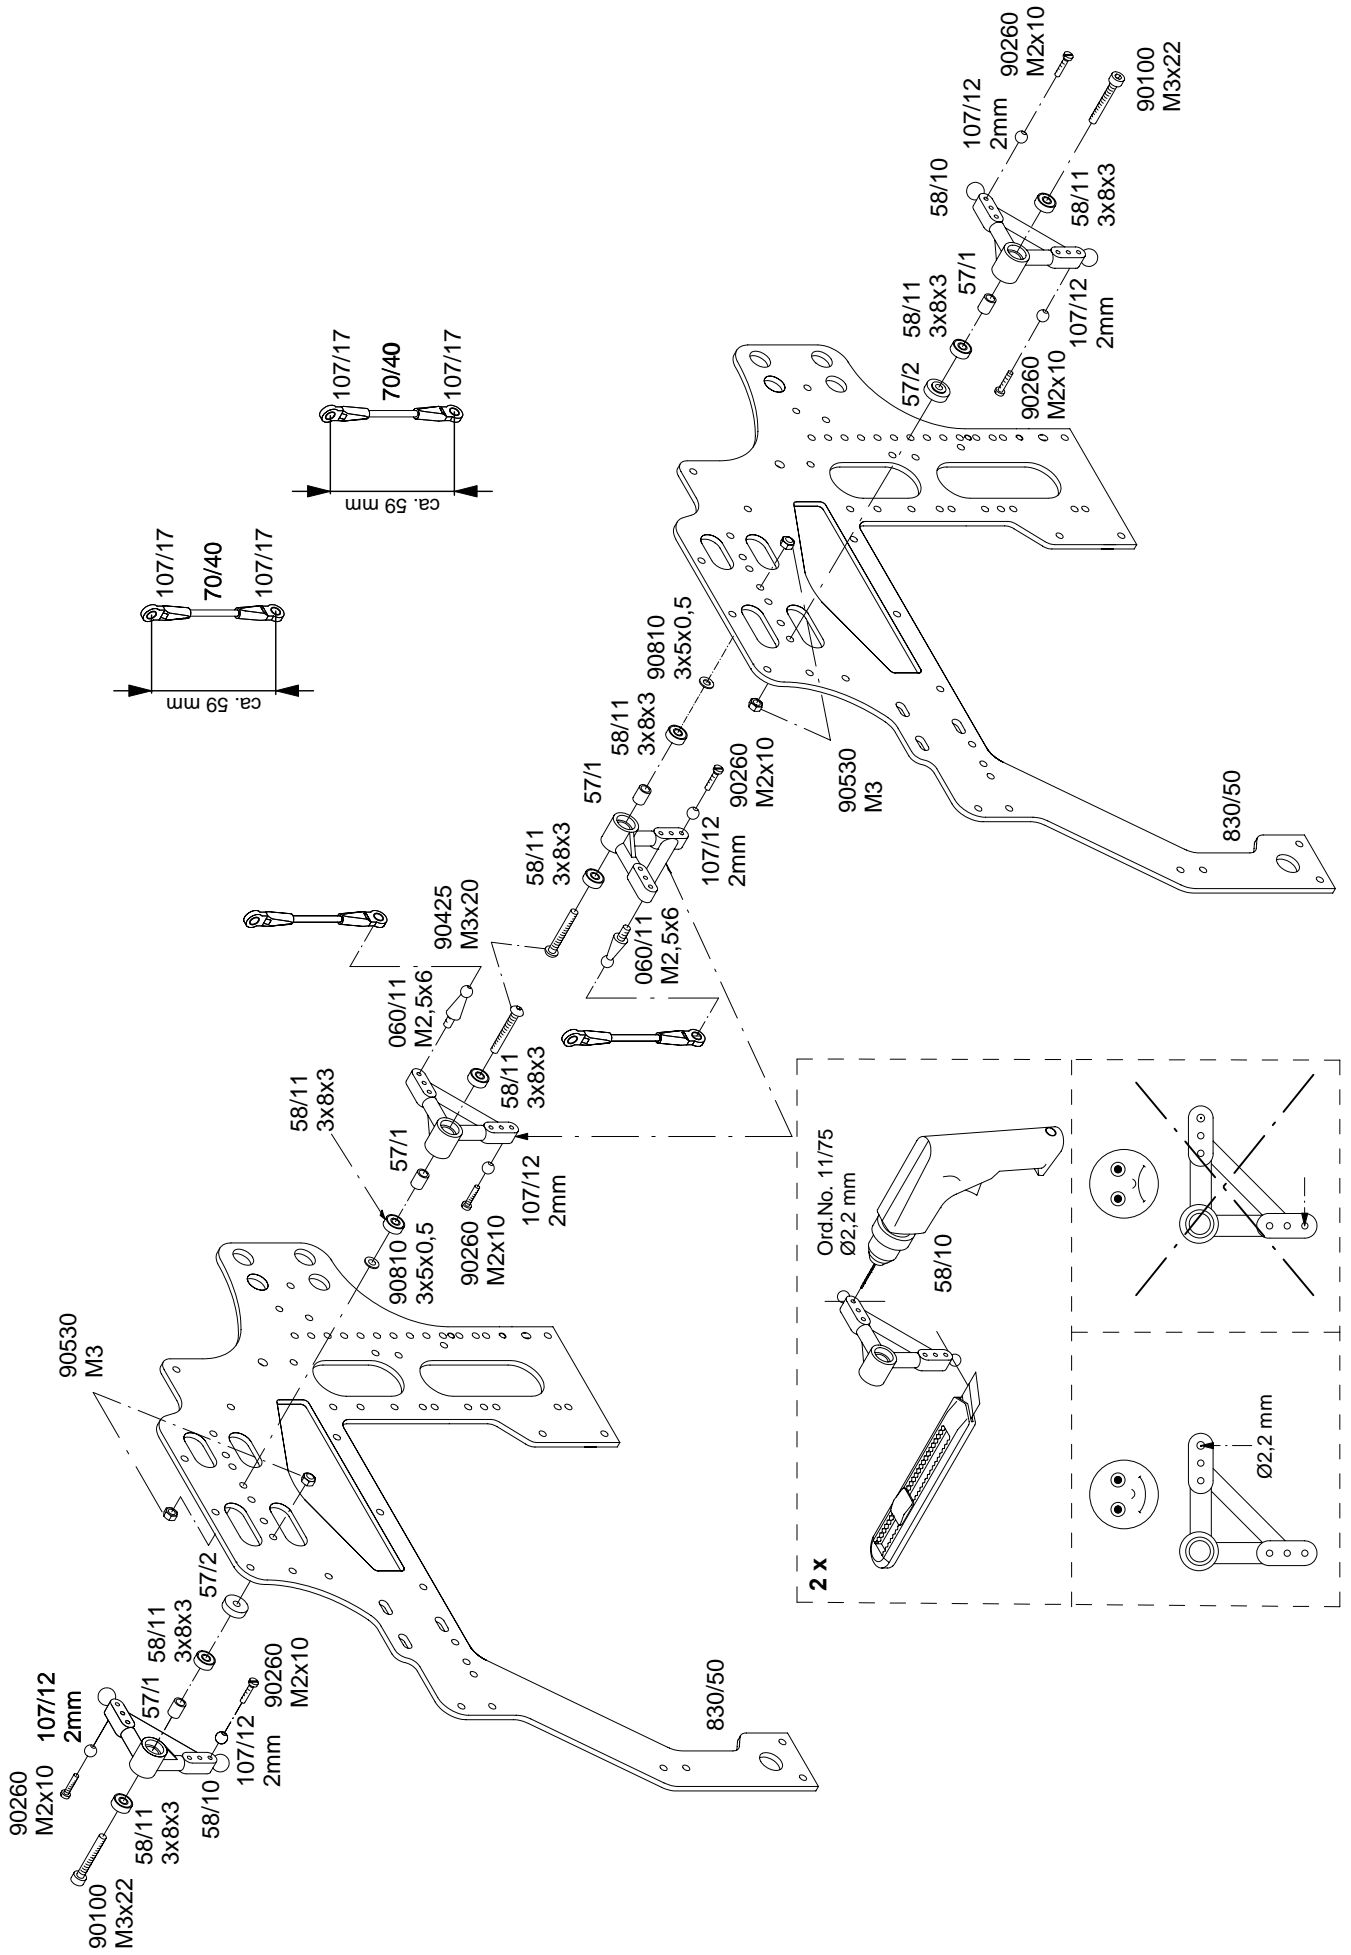 90260
M2x10
107/12
2mm
90100
M3x22
58/10
58/11
3x8x3
57/1
58/11
3x8x3
107/12
2mm
57/2
90260
M2x10
107/17
70/40
107/17
ca. 59 mm
107/17
70/40
107/17
ca. 59 mm
90810
3x5x0,5
58/11
3x8x3
57/1
90260
M2x10
90530
M3
830/50
58/11
3x8x3
107/12
2mm
90425
M3x20
060/11
M2,5x6
060/11
M2,5x6
58/11
3x8x3
58/11
3x8x3
57/1
107/12
2mm
90260
M2x10
90810
3x5x0,5
90530
M3
57/2
58/11
3x8x3
57/1
90260
M2x10
107/12
2mm
107/12
2mm
90260
M2x10
58/10
58/11
3x8x3
90100
M3x22
830/50
2 x
Ord.No. 11/75
Ø2,2 mm
58/10
Ø2,2 mm